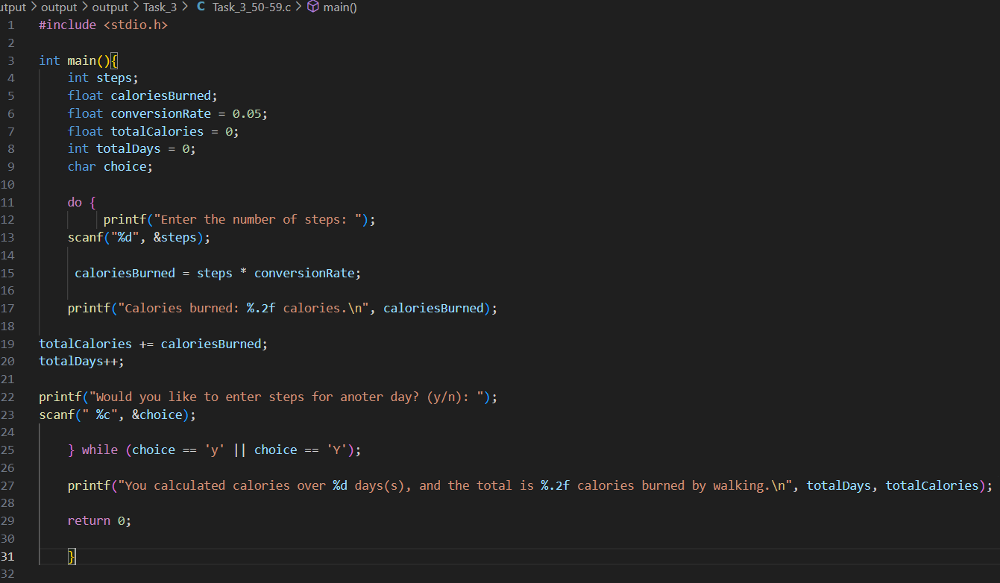 utput > output > output > Task_3 > C Task_3_50-59.c > main()
1 #include <stdio.h>
2
3 int main(){
4     int steps;
5     float caloriesBurned;
6     float conversionRate = 0.05;
7     float totalCalories = 0;
8     int totalDays = 0;
9     char choice;
10
11     do {
12          printf("Enter the number of steps: ");
13     scanf("%d", &steps);
14
15      caloriesBurned = steps * conversionRate;
16
17     printf("Calories burned: %.2f calories.\n", caloriesBurned);
18
19 totalCalories += caloriesBurned;
20 totalDays++;
21
22 printf("Would you like to enter steps for anoter day? (y/n): ");
23 scanf(" %c", &choice);
24
25     } while (choice == 'y' || choice == 'Y');
26
27     printf("You calculated calories over %d days(s), and the total is %.2f calories burned by walking.\n", totalDays, totalCalories);
28
29     return 0;
30
31     }
32